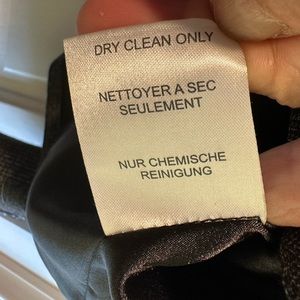 DRY CLEAN ONLY
NETTOYER A SEC
SEULEMENT
NUR CHEMISCHE
REINIGUNG